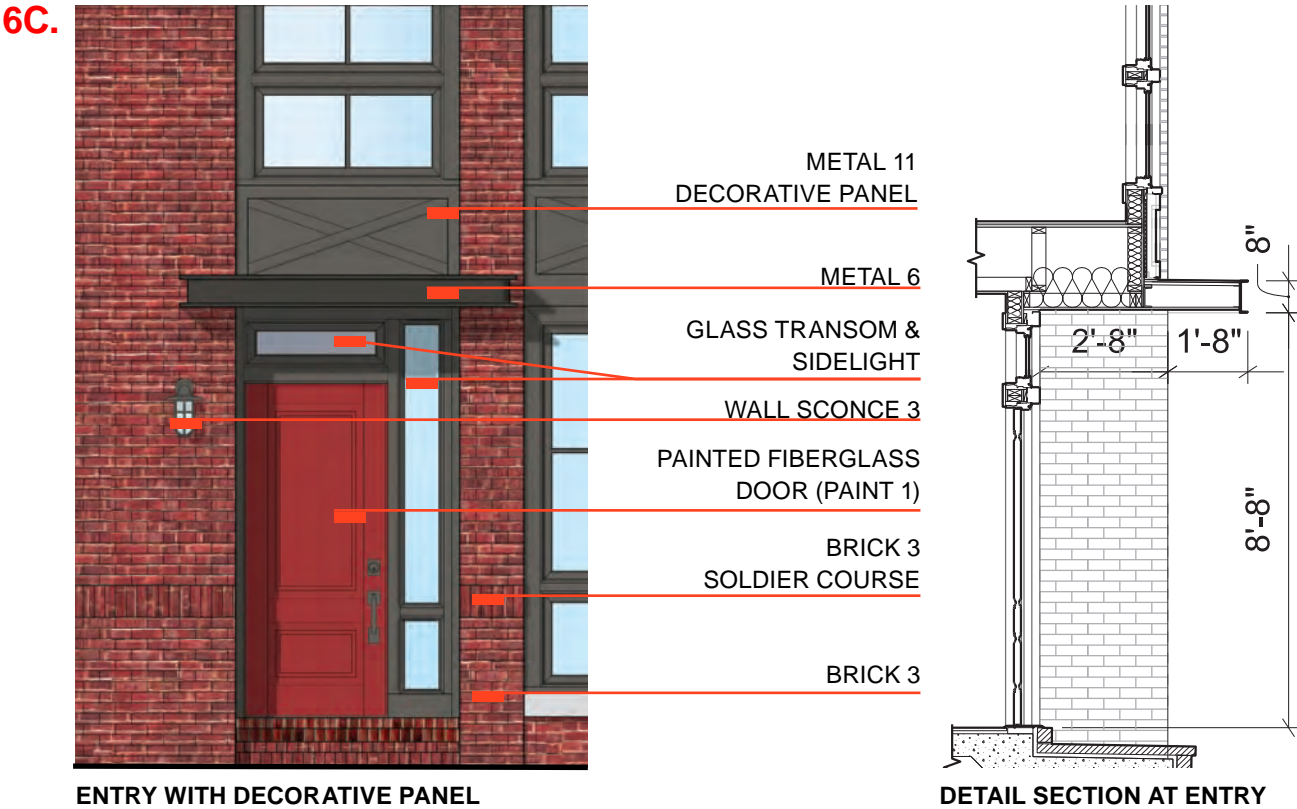 6C.
METAL 11
DECORATIVE PANEL
METAL 6
GLASS TRANSOM &
SIDELIGHT
WALL SCONCE 3
PAINTED FIBERGLASS
DOOR (PAINT 1)
BRICK 3
SOLDIER COURSE
BRICK 3
8"
2'-8"
1'-8"
8'-8"
ENTRY WITH DECORATIVE PANEL
DETAIL SECTION AT ENTRY